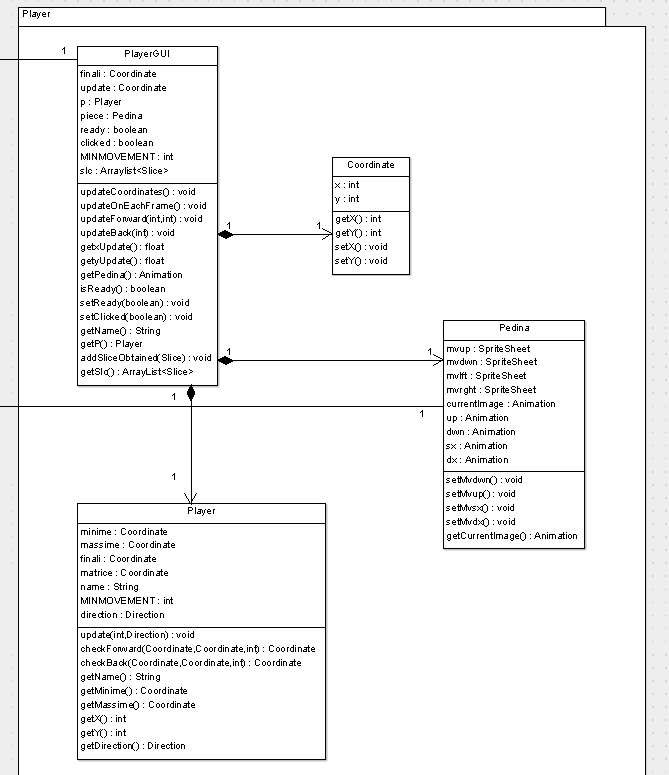 Player
1
PlayerGUI
finali : Coordinate
update : Coordinate
p : Player
piece : Pedina
ready : boolean
clicked : boolean
MINMOVEMENT : int
slc : Arraylist<Slice>
updateCoordinates() : void
updateOnEachFrame() : void
updateForward(int,int) : void
updateBack(int) : void
getxUpdate() : float
getyUpdate() : float
getPedina() : Animation
isReady() : boolean
setReady(boolean) : void
setClicked(boolean) : void
getName() : String
getP() : Player
addSliceObtained(Slice) : void
getSlc() : ArrayList<Slice>
1
1
Coordinate
x : int
y : int
getX() : int
getY() : int
setX() : void
setY() : void
1
1
Pedina
mvup : SpriteSheet
mvdwn : SpriteSheet
mvlft : SpriteSheet
mvrght : SpriteSheet
currentImage : Animation
up : Animation
dwn : Animation
sx : Animation
dx : Animation
setMvdwn() : void
setMvup() : void
setMvsx() : void
setMvdx() : void
getCurrentImage() : Animation
1
1
1
Player
minime : Coordinate
massime : Coordinate
finali : Coordinate
matrice : Coordinate
name : String
MINMOVEMENT : int
direction : Direction
update(int,Direction) : void
checkForward(Coordinate,Coordinate,int) : Coordinate
checkBack(Coordinate,Coordinate,int) : Coordinate
getName() : String
getMinime() : Coordinate
getMassime() : Coordinate
getX() : int
getY() : int
getDirection() : Direction